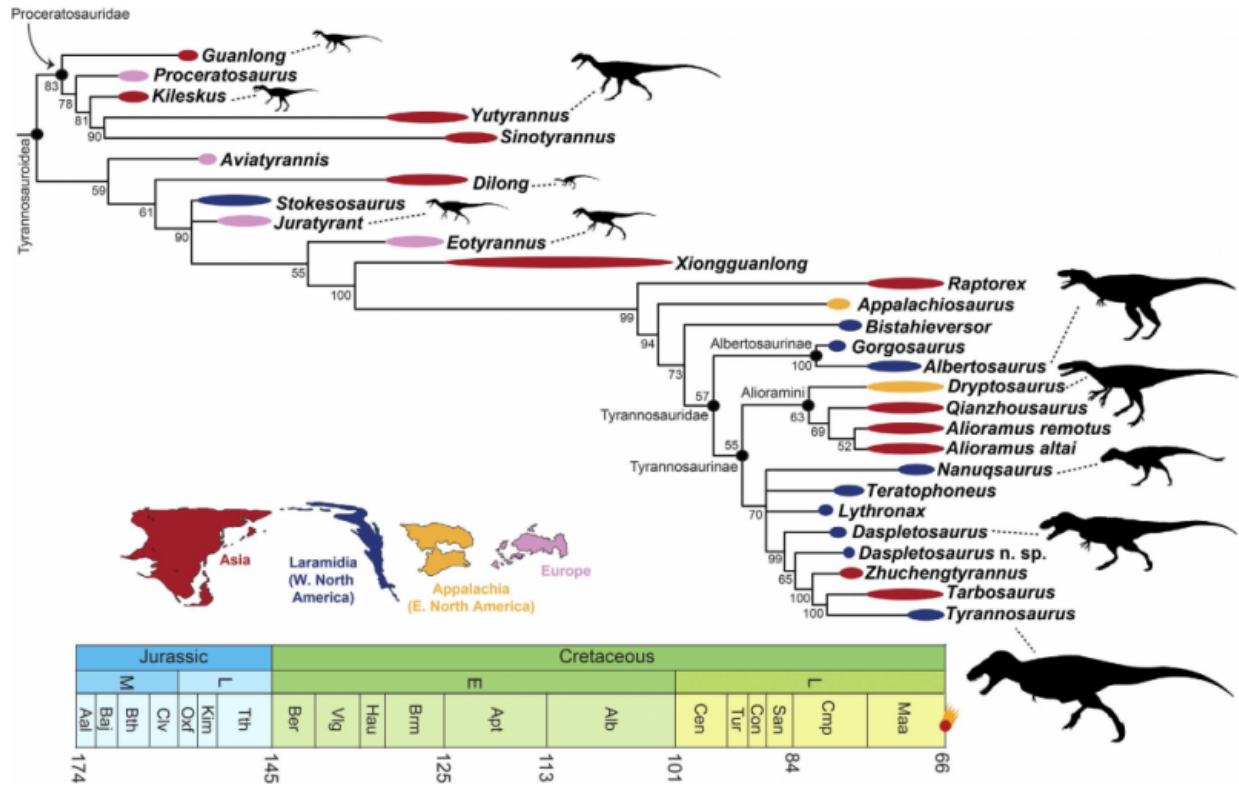 Proceratosauridae
Guanlong
83
Proceratosaurus
78
Kileskus
81
Yutyrannus
90
Sinotyrannus
Tyrannosauroidea
Aviatyrannis
59
Dilong
61
Stokesosaurus
Juratyrant
90
Eotyrannus
55
Xiongguanlong
100
Raptorex
99
Appalachiosaurus
94
Bistahieversor
73
Albertosaurinae
Gorgosaurus
100
Albertosaurus
57
Tyrannosauridae
Alioramini
Dryptosaurus
63
Qianzhousaurus
69
Alioramus remotus
52
Alioramus altai
55
Tyrannosaurinae
Nanuqsaurus
Teratophoneus
70
Lythronax
Daspletosaurus
99
Daspletosaurus n. sp.
65
Zhuchengtyrannus
100
Tarbosaurus
100
Tyrannosaurus
Asia
Laramidia
(W. North
America)
Appalachia
(E. North America)
Europe
Jurassic
Cretaceous
M
L
E
L
Aal
Baj
Bth
Clv
Oxf
Kim
Tth
Ber
Vlg
Hau
Brm
Apt
Alb
Cen
Tur
Con
San
Cmp
Maa
174
145
125
113
101
84
66